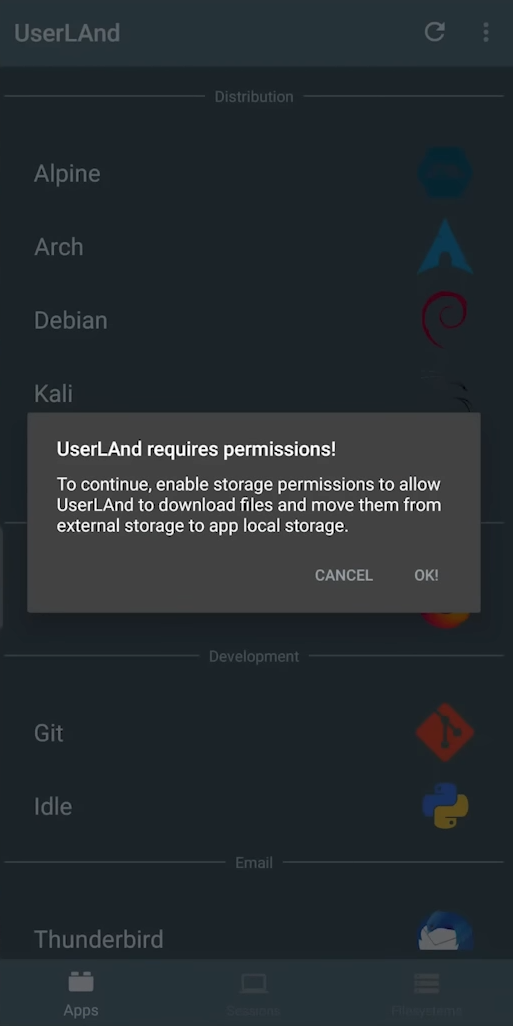 UserLAnd
Distribution
Alpine
Arch
Debian
Kali
UserLAnd requires permissions!
To continue, enable storage permissions to allow
UserLAnd to download files and move them from
external storage to app local storage.
CANCEL OK!
Development
Git
Idle
Email
Thunderbird
Apps Sessions Filesystems